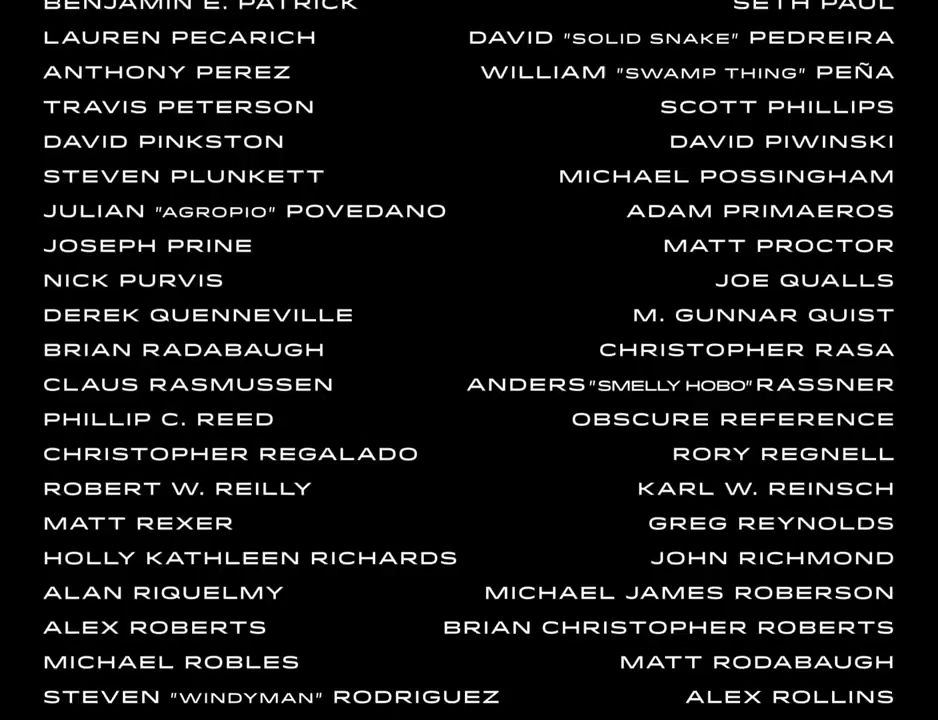 BENJAMIN E. PATRICK SETH PAUL
LAUREN PECARICH DAVID "SOLID SNAKE" PEDREIRA
ANTHONY PEREZ WILLIAM "SWAMP THING" PEÑA
TRAVIS PETERSON SCOTT PHILLIPS
DAVID PINKSTON DAVID PIWINSKI
STEVEN PLUNKETT MICHAEL POSSINGHAM
JULIAN "AGROPIO" POVEDANO ADAM PRIMAEROS
JOSEPH PRINE MATT PROCTOR
NICK PURVIS JOE QUALLS
DEREK QUENNEVILLE M. GUNNAR QUIST
BRIAN RADABAUGH CHRISTOPHER RASA
CLAUS RASMUSSEN ANDERS "SMELLY HOBO" RASSNER
PHILLIP C. REED OBSCURE REFERENCE
CHRISTOPHER REGALADO RORY REGNELL
ROBERT W. REILLY KARL W. REINSCH
MATT REXER GREG REYNOLDS
HOLLY KATHLEEN RICHARDS JOHN RICHMOND
ALAN RIQUELMY MICHAEL JAMES ROBERSON
ALEX ROBERTS BRIAN CHRISTOPHER ROBERTS
MICHAEL ROBLES MATT RODABAUGH
STEVEN "WINDYMAN" RODRIGUEZ ALEX ROLLINS